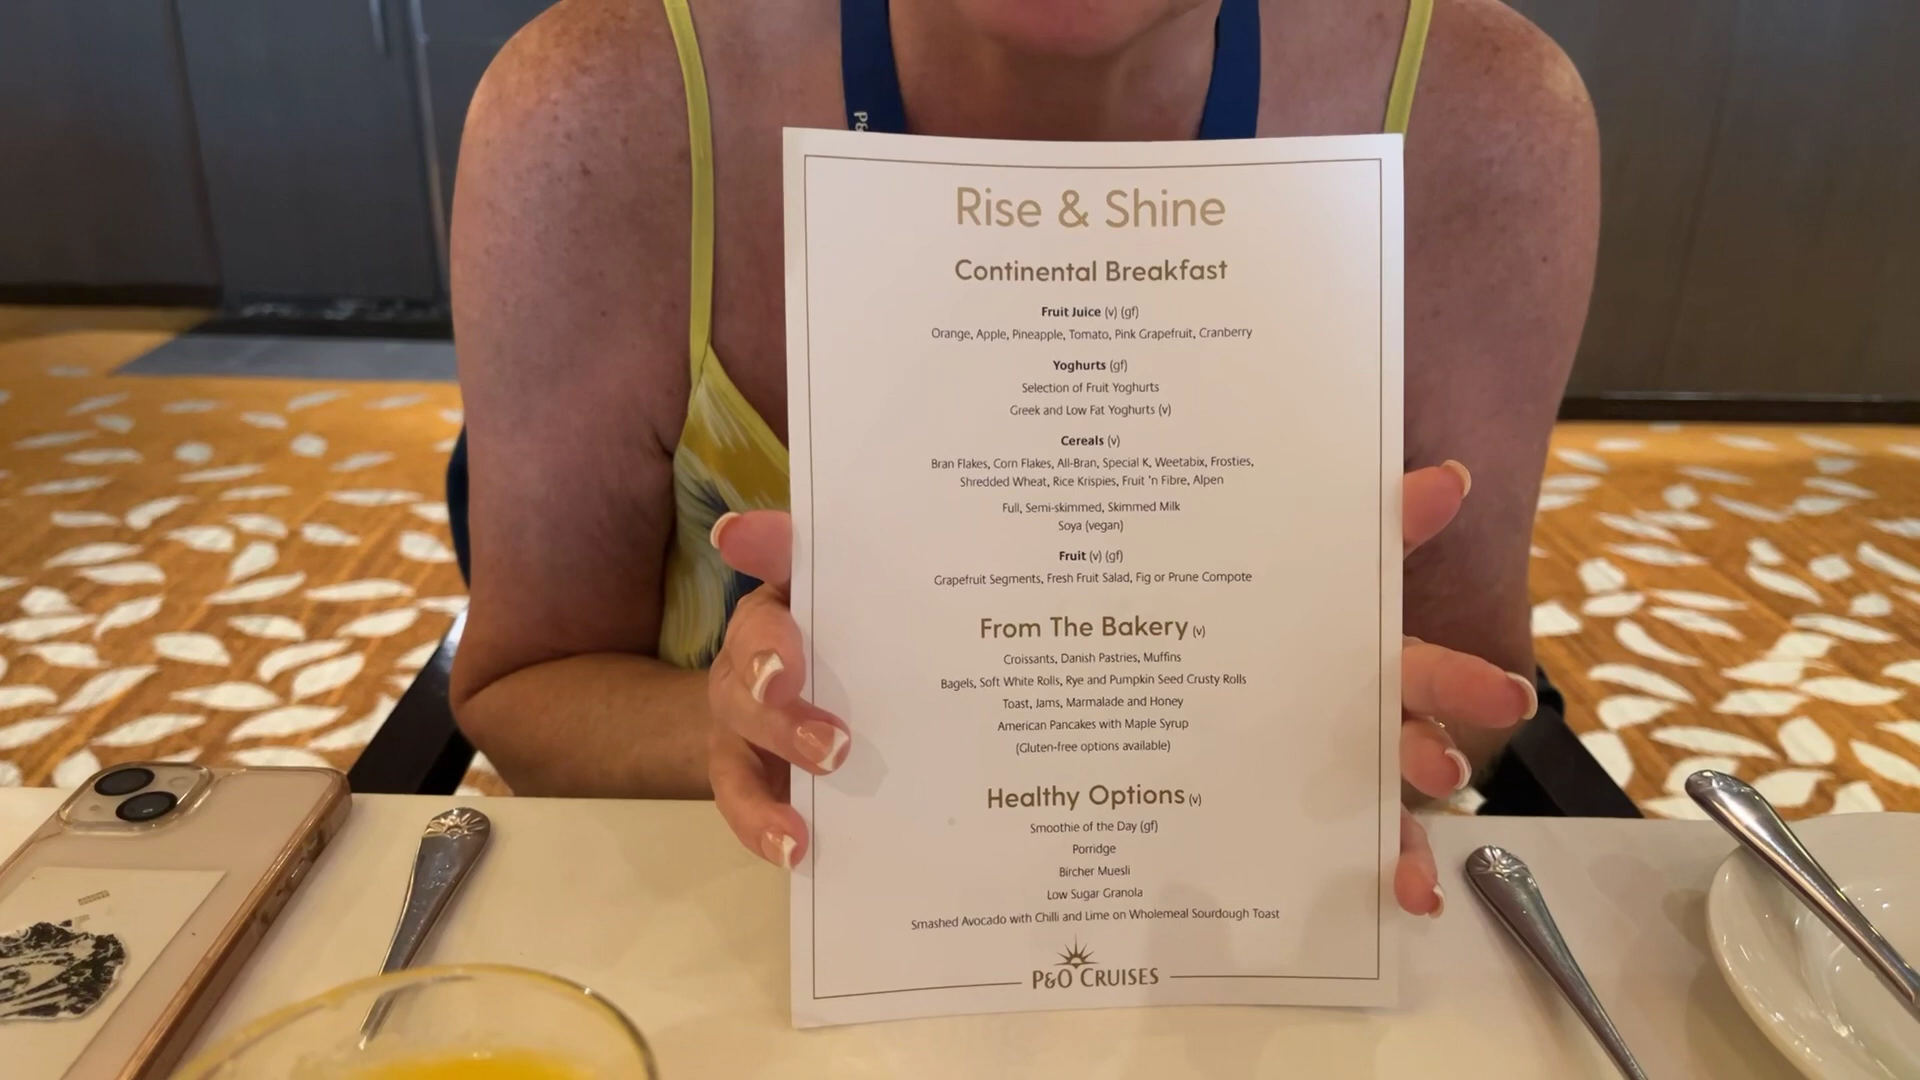 P&
Rise & Shine
Continental Breakfast
Fruit Juice (v) (gf)
Orange, Apple, Pineapple, Tomato, Pink Grapefruit, Cranberry
Yoghurts (gf)
Selection of Fruit Yoghurts
Greek and Low Fat Yoghurts (v)
Cereals (v)
Bran Flakes, Corn Flakes, All-Bran, Special K, Weetabix, Frosties,
Shredded Wheat, Rice Krispies, Fruit 'n Fibre, Alpen
Full, Semi-skimmed, Skimmed Milk
Soya (vegan)
Fruit (v) (gf)
Grapefruit Segments, Fresh Fruit Salad, Fig or Prune Compote
From The Bakery (v)
Croissants, Danish Pastries, Muffins
Bagels, Soft White Rolls, Rye and Pumpkin Seed Crusty Rolls
Toast, Jams, Marmalade and Honey
American Pancakes with Maple Syrup
(Gluten-free options available)
Healthy Options (v)
Smoothie of the Day (gf)
Porridge
Bircher Muesli
Low Sugar Granola
Smashed Avocado with Chilli and Lime on Wholemeal Sourdough Toast
P&O CRUISES